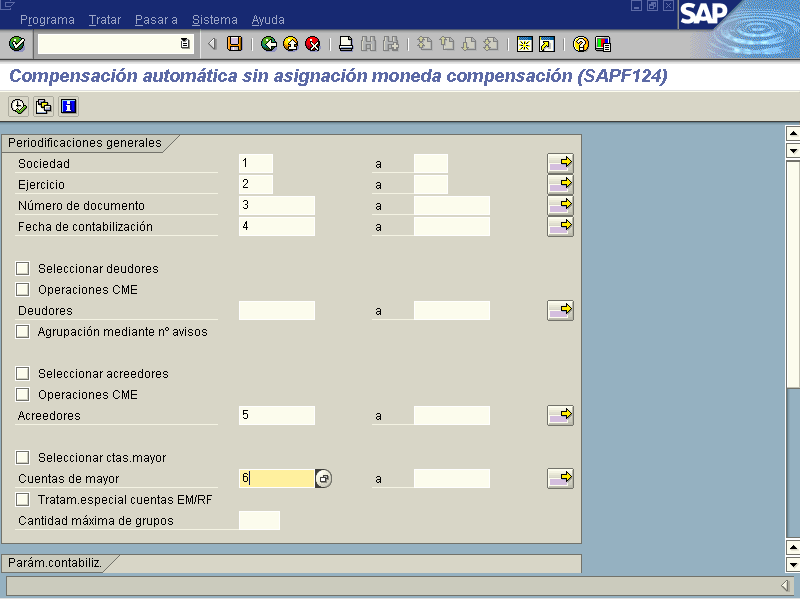 Programa Tratar Pasar a Sistema Ayuda
SAP
Compensación automática sin asignación moneda compensación (SAPF124)
Periodificaciones generales
Sociedad 1 a
Ejercicio 2 a
Número de documento 3 a
Fecha de contabilización 4 a
Seleccionar deudores
Operaciones CME
Deudores a
Agrupación mediante nº avisos
Seleccionar acreedores
Operaciones CME
Acreedores 5 a
Seleccionar ctas.mayor
Cuentas de mayor 6 a
Tratam.especial cuentas EM/RF
Cantidad máxima de grupos
Parám.contabiliz.